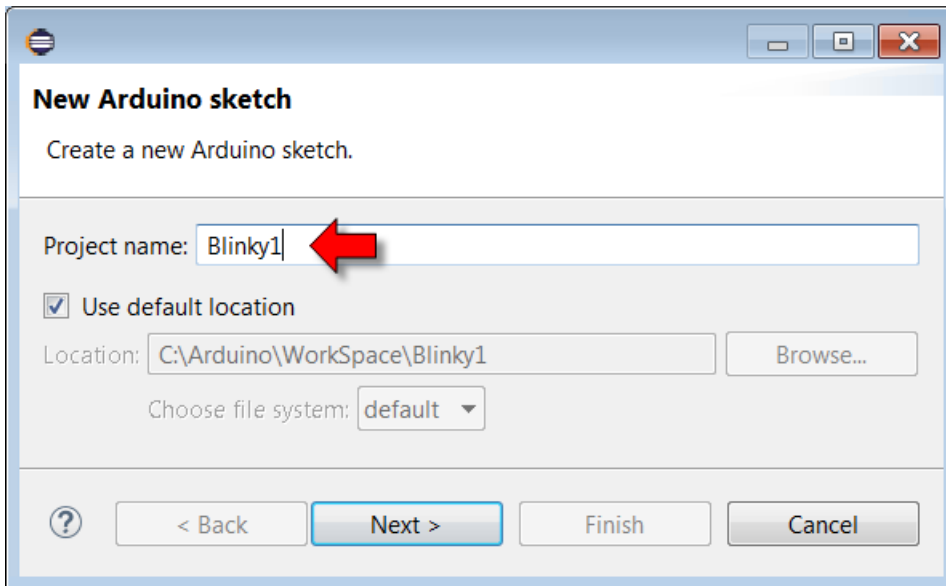 New Arduino sketch
Create a new Arduino sketch.
Project name: Blinky1
Use default location
Location: C:\Arduino\WorkSpace\Blinky1 Browse...
Choose file system: default
? < Back Next > Finish Cancel